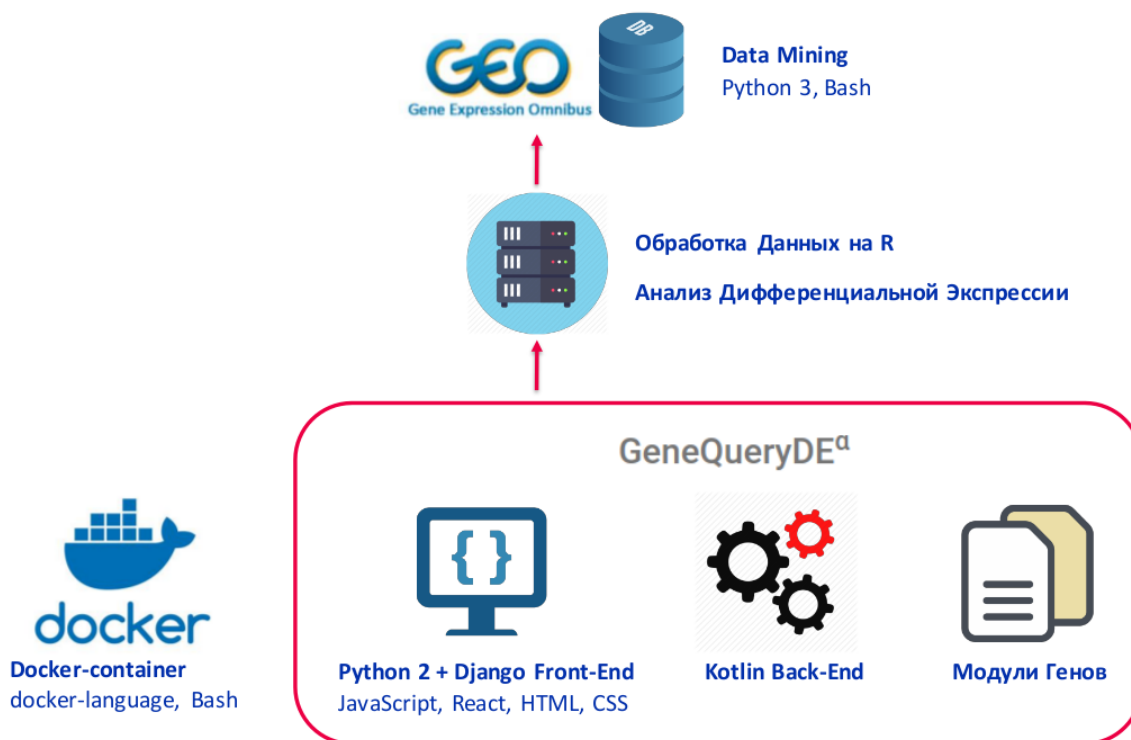 GEO
Gene Expression Omnibus
DB
Data Mining
Python 3, Bash
Обработка Данных на R
Анализ Дифференциальной Экспрессии
GeneQueryDEα
docker
Docker-container
docker-language, Bash
{ }
Python 2 + Django Front-End
JavaScript, React, HTML, CSS
Kotlin Back-End
Модули Генов